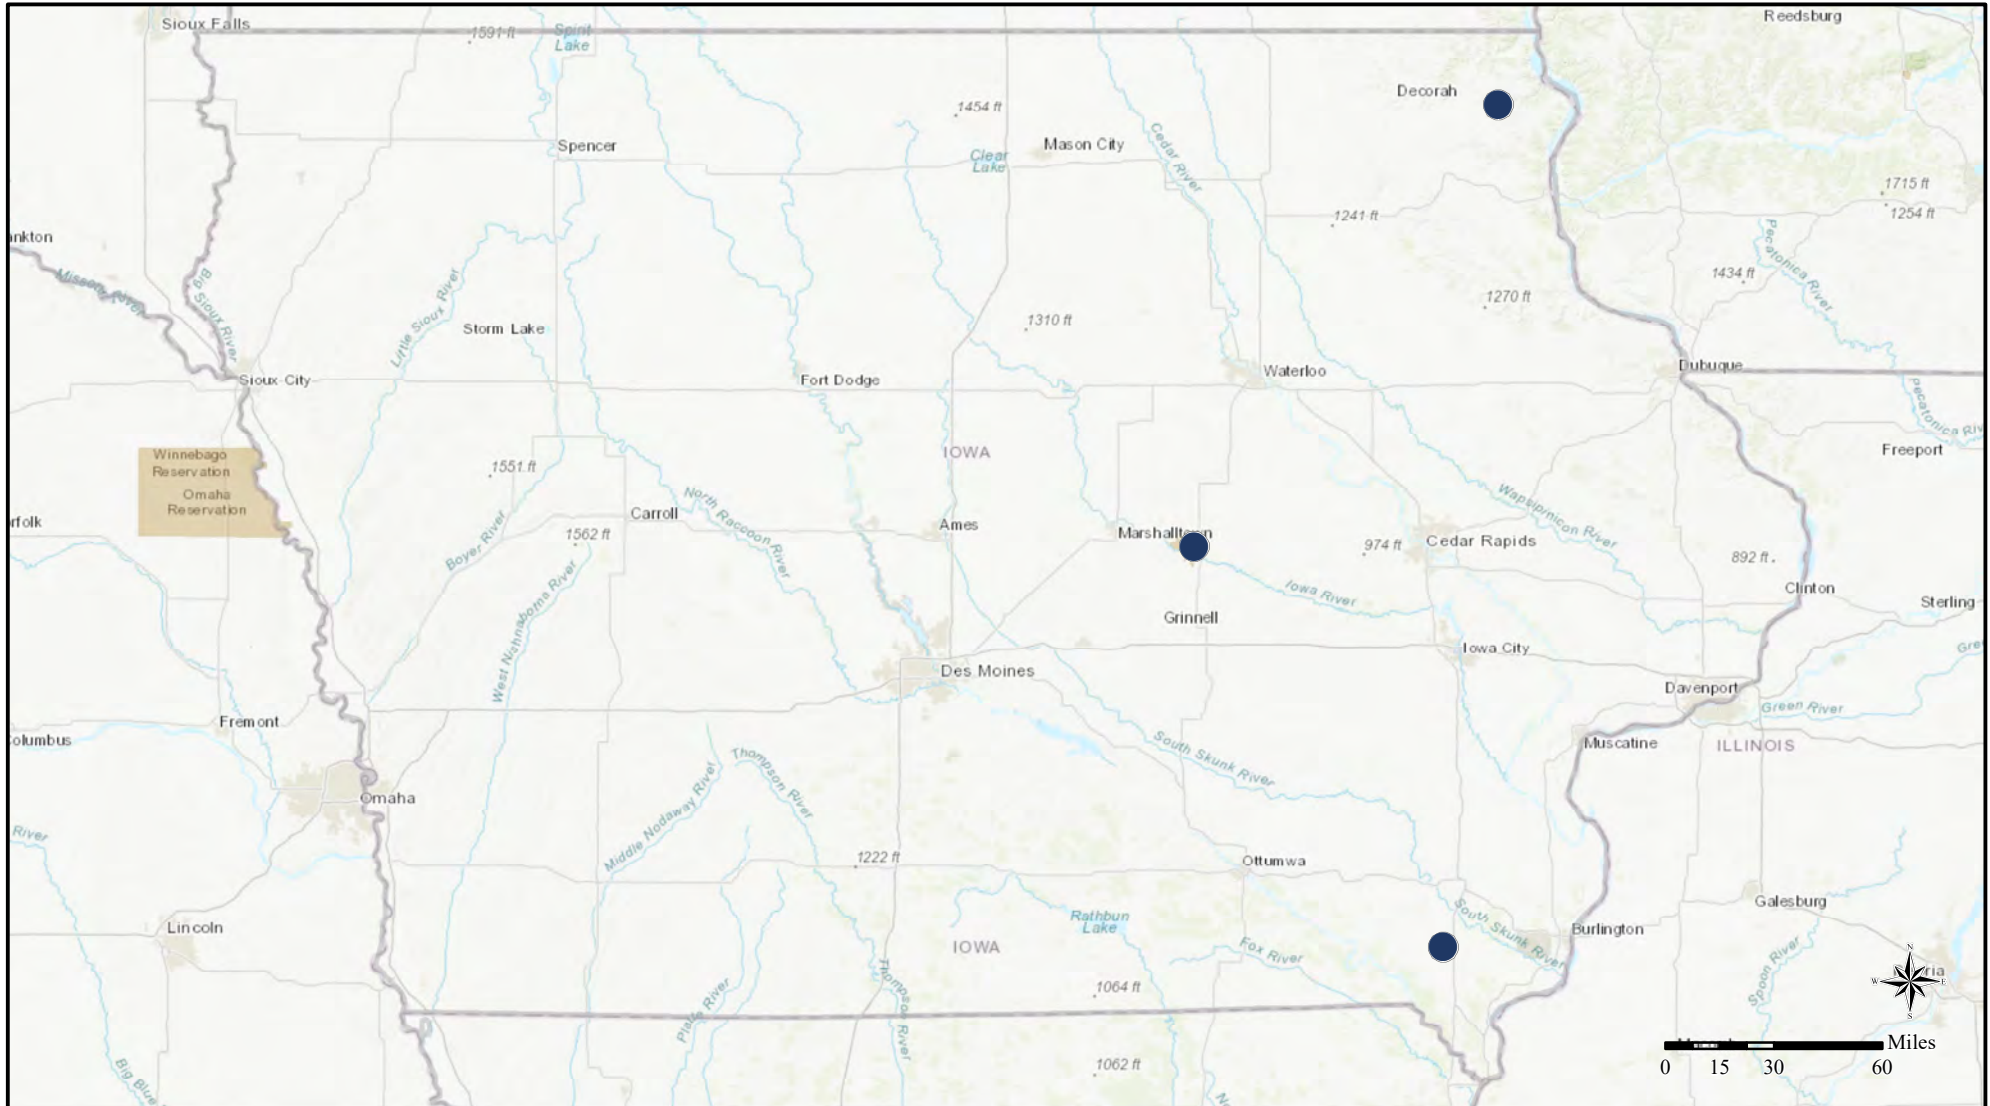 Sioux Falls
1591 ft
Spirit
Lake
Reedsburg
Decorah
1454 ft
Spencer
Clear
Lake
Mason City
Cedar River
1715 ft
1254 ft
1241 ft
ankton
Missouri River
Big Sioux River
Little Sioux River
Pecatonica River
1434 ft
1270 ft
1310 ft
Storm Lake
Sioux City
Fort Dodge
Waterloo
Dubuque
Pecatonica Riv
Freeport
IOWA
Winnebago
Reservation
Omaha
Reservation
1551 ft
rfolk
Boyer River
1562 ft
Carroll
North Raccoon River
Ames
Marshalltown
974 ft
Cedar Rapids
Wapsipinicon River
892 ft
Clinton
Sterling
Iowa River
West Nishnabotna River
Grinnell
Iowa City
Gre
Des Moines
Davenport
Green River
Fremont
Columbus
Muscatine
ILLINOIS
South Skunk River
Thompson River
Middle Nodaway River
Omaha
River
1222 ft
Ottumwa
Galesburg
Rathbun
Lake
South Skunk River
Burlington
Lincoln
IOWA
Fox River
Spoon River
N
W
E
S
ria
Thompson River
Platte River
1064 ft
Miles
0 15 30 60
1062 ft
Big Blue